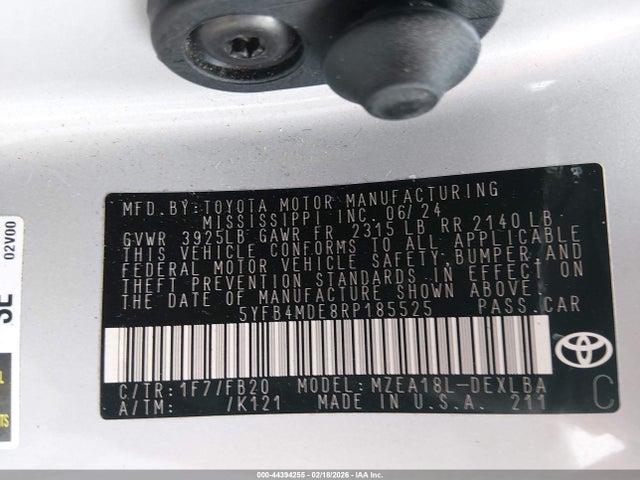 MFD.BY:TOYOTA MOTOR MANUFACTURING
MISSISSIPPI INC. 06/24
GVWR 3925LB GAWR FR 2315 LB RR 2140 LB
THIS VEHICLE CONFORMS TO ALL APPLICABLE
FEDERAL MOTOR VEHICLE SAFETY, BUMPER, AND
THEFT PREVENTION STANDARDS IN EFFECT ON
THE DATE OF MANUFACTURE SHOWN ABOVE.
5YFB4MDE8RP185525 PASS.CAR
C/TR:1F7/FB20 MODEL:MZEA18L-DEXLBA
A/TM: /K121 MADE IN U.S.A. 211
TOYOTA
C
02V00
000-44394255 - 02/18/2026 - IAA Inc.